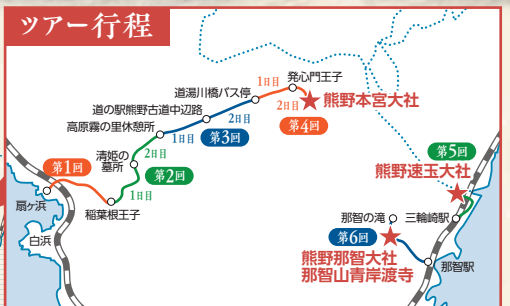 ツアー行程
1日目
発心門王子
道湯川橋バス停
2日目
熊野本宮大社
道の駅熊野古道中辺路
2日目
第4回
高原霧の里休憩所
1日目
第3回
清姫の
墓所
2日目
第5回
第1回
第2回
熊野速玉大社
1日目
扇ヶ浜
稲葉根王子
那智の滝
三輪崎駅
白浜
第6回
熊野那智大社
那智山青岸渡寺
那智駅